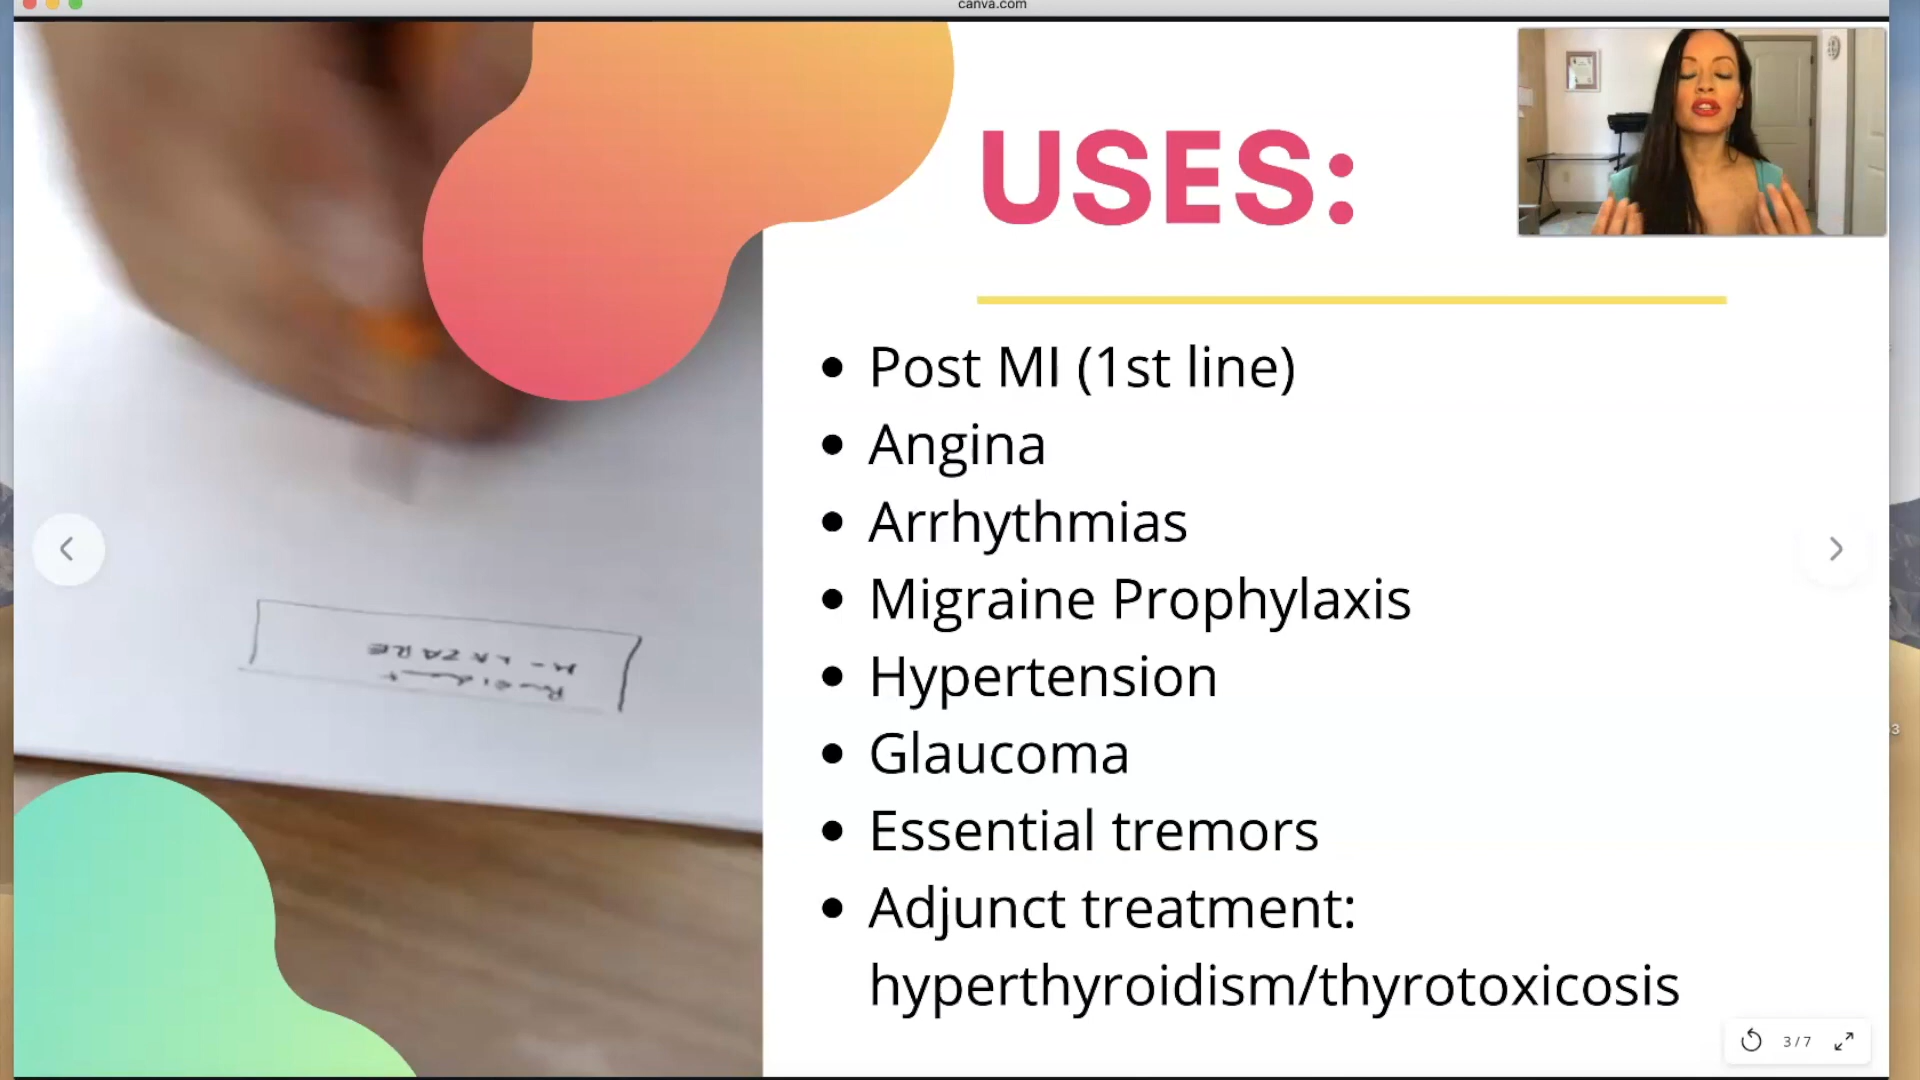 canva.com
USES:
Post MI (1st line)
Angina
Arrhythmias
Migraine Prophylaxis
Hypertension
Glaucoma
Essential tremors
Adjunct treatment:
hyperthyroidism/thyrotoxicosis
3/7